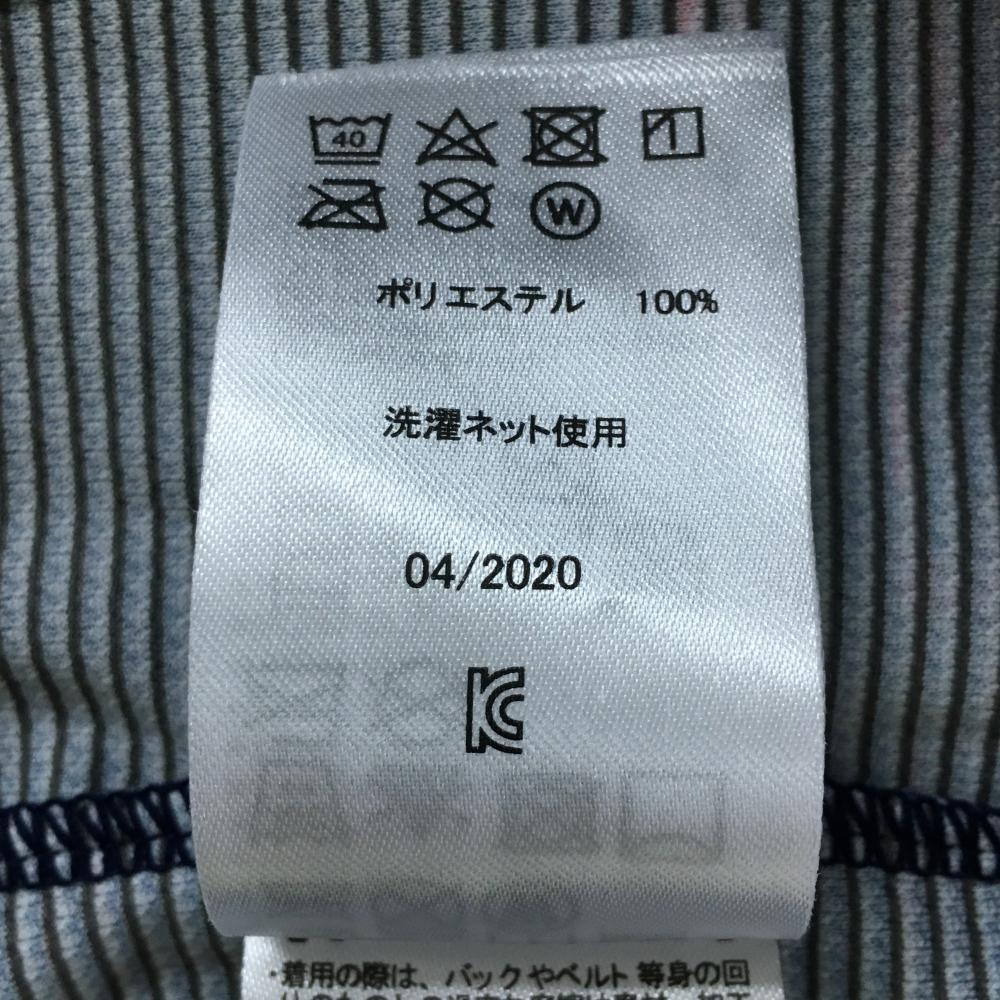 40
W
ポリエステル 100%
洗濯ネット使用
04/2020
・着用の際は、バックやベルト等身の回